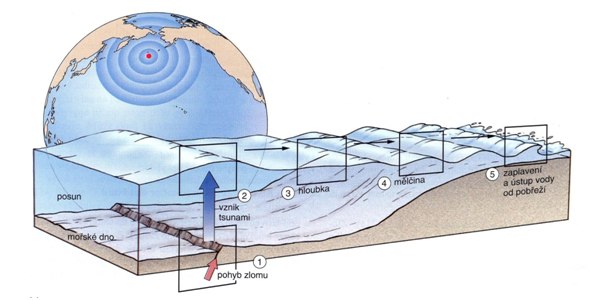 posun
mořské dno
1
pohyb zlomu
2
vznik
tsunami
3
hloubka
4
mělčina
5
zaplavení
a ústup vody
od pobřeží